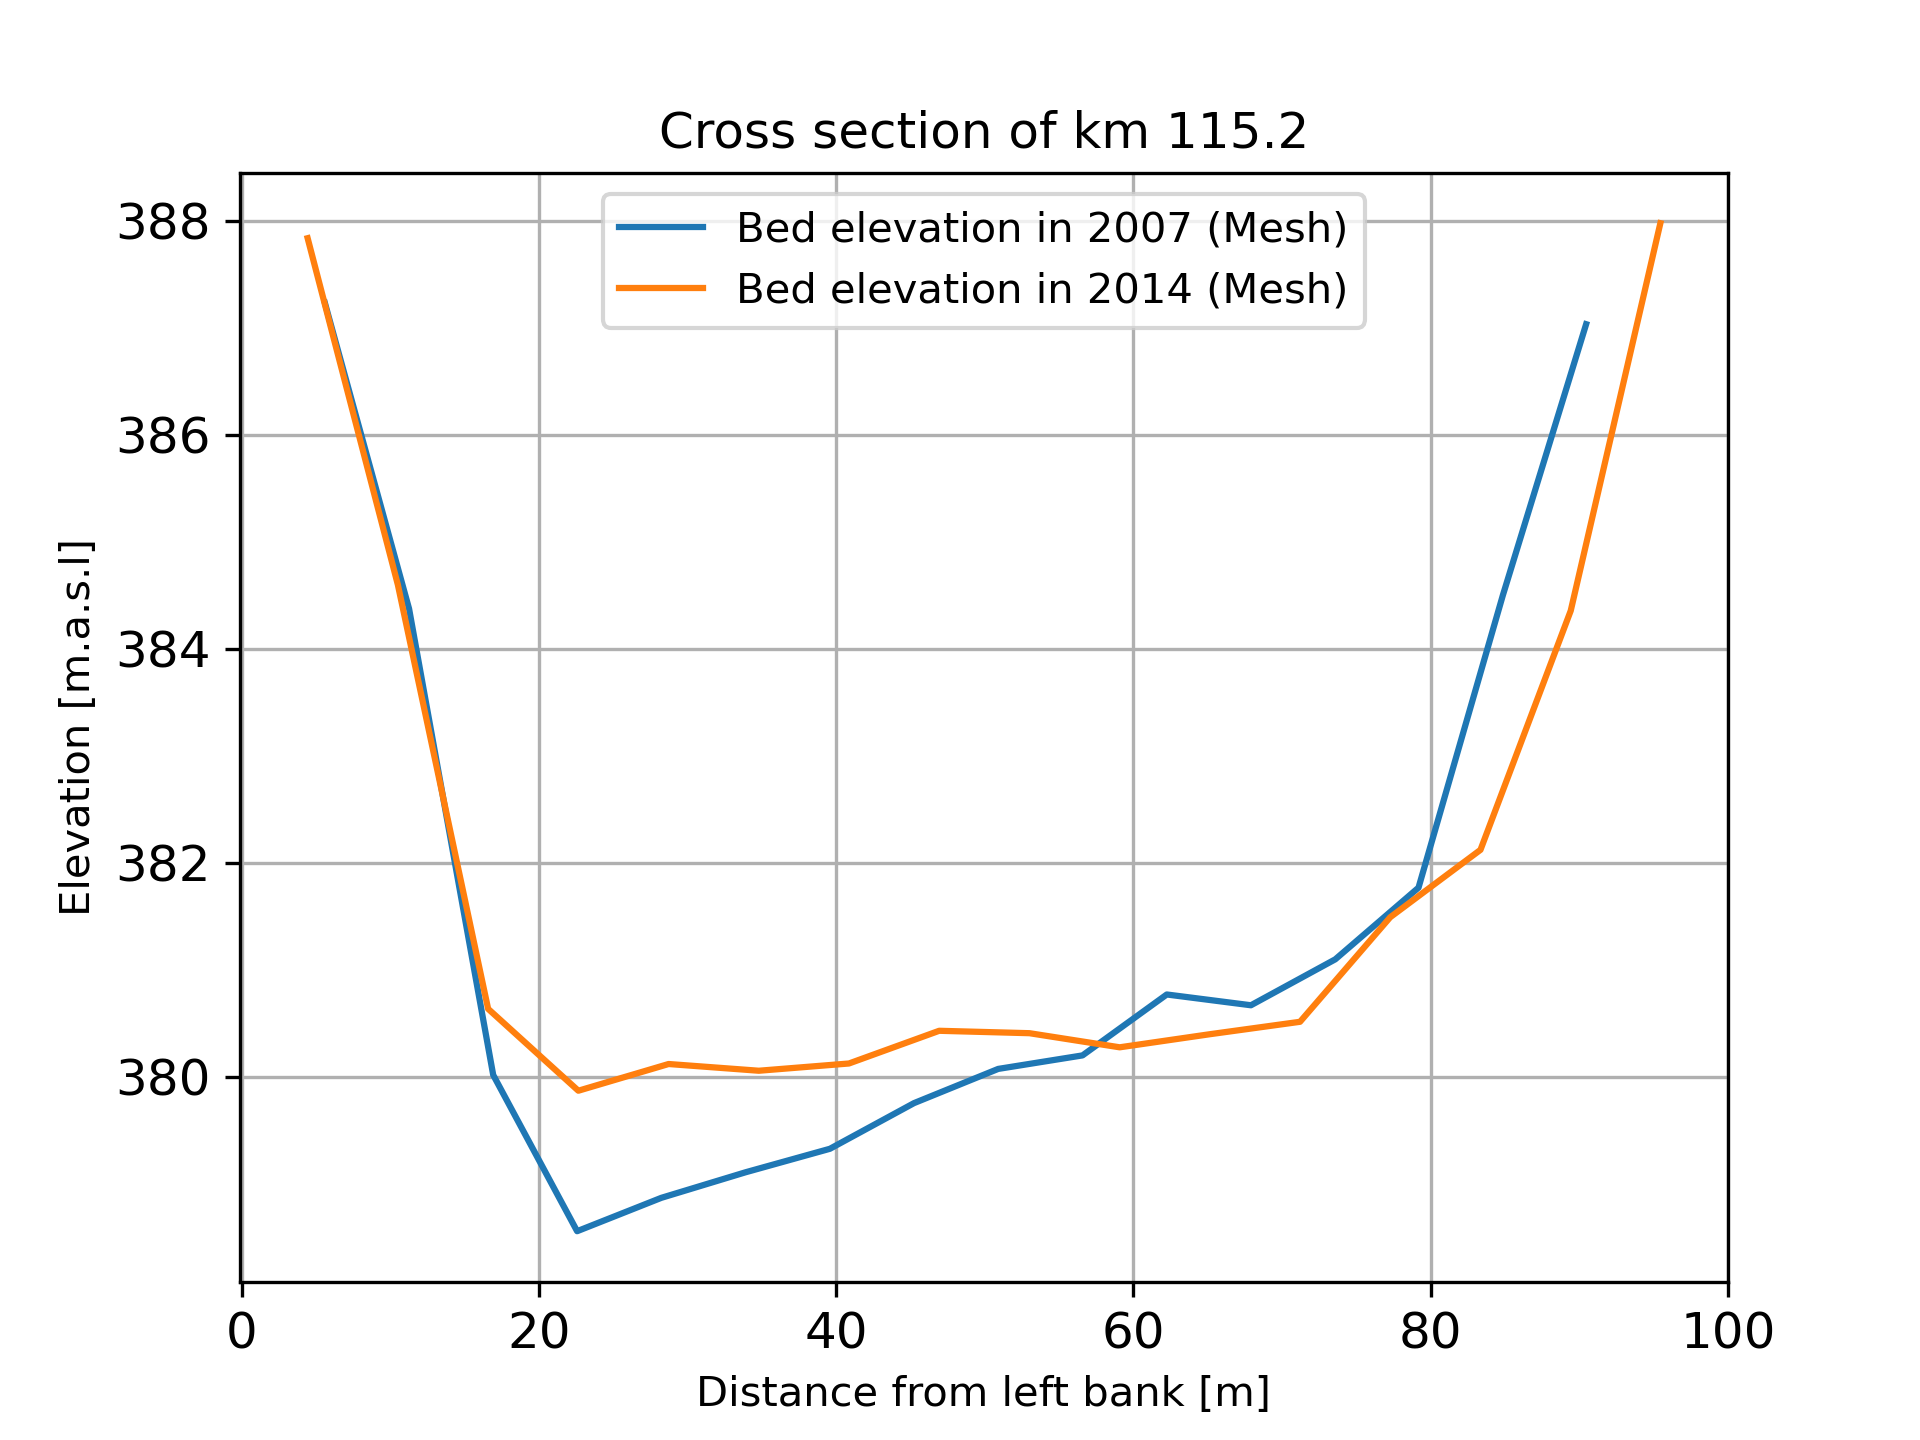 Cross section of km 115.2
Bed elevation in 2007 (Mesh)
Bed elevation in 2014 (Mesh)
Elevation [m.a.s.l]
388
386
384
382
380
0 20 40 60 80 100
Distance from left bank [m]